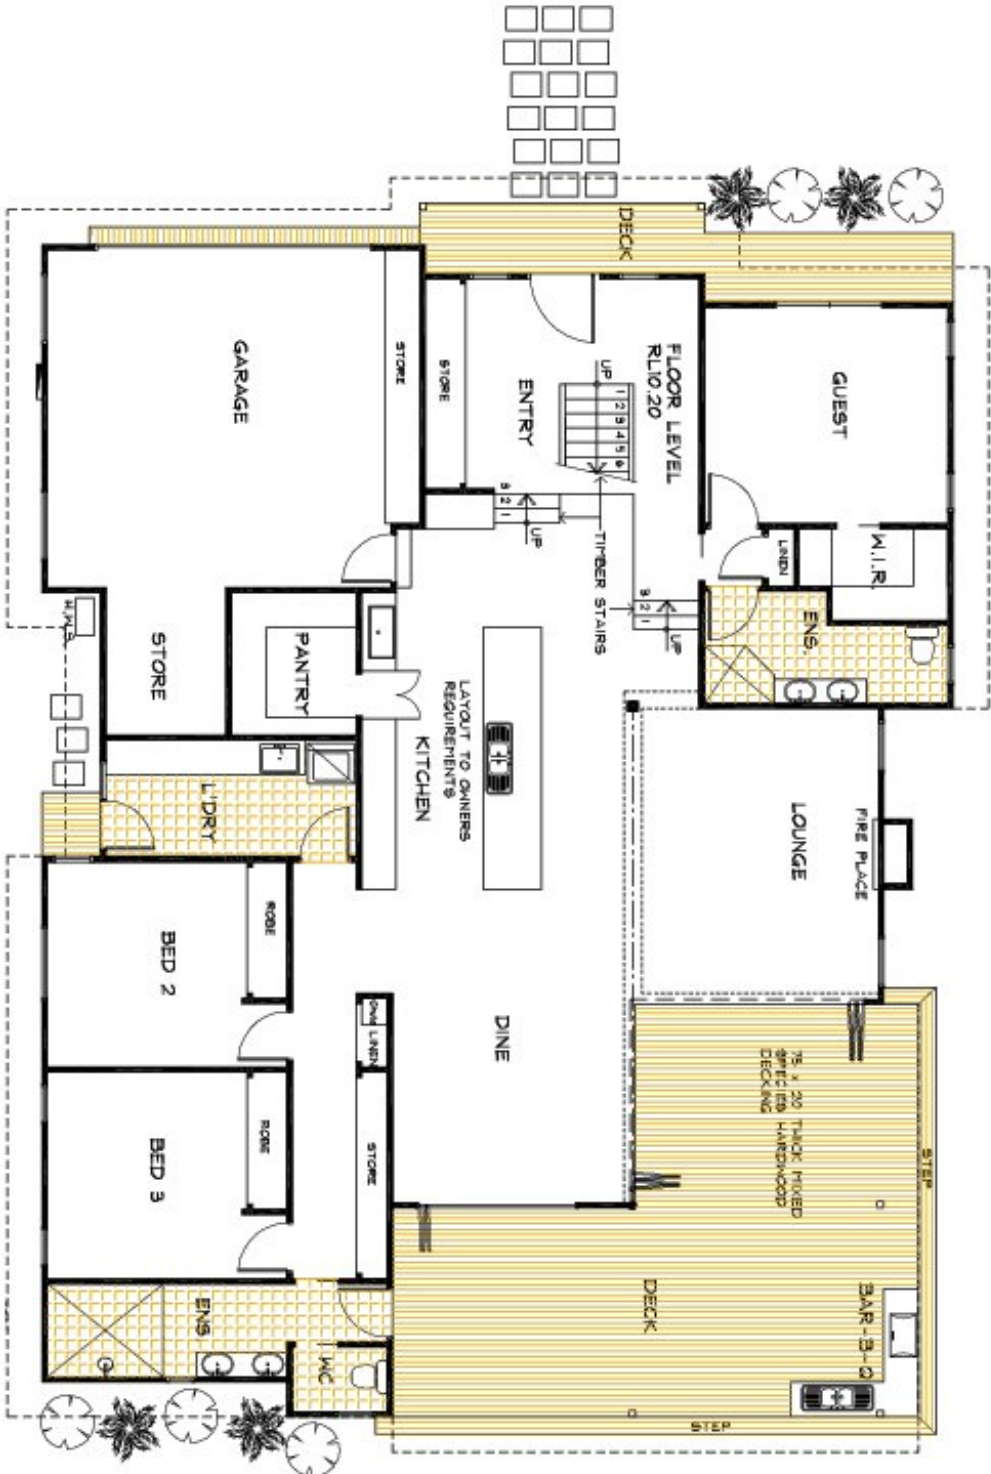 DECK
GARAGE
STORE
STORE
ENTRY
UP
1 2 3 4 5 6
FLOOR LEVEL
RL10.20
GUEST
3 2 1
UP
TIMBER STAIRS
LINEN
W.I.R.
3 2 1
UP
ENS.
H.W.S
STORE
PANTRY
KITCHEN
LAYOUT TO OWNERS
REQUIREMENTS
L'DRY
LOUNGE
FIRE PLACE
BED 2
ROBE
LINEN
DINE
75 x 20 THICK MIXED
SPECIES HARDWOOD
DECKING
STEP
BED 3
ROBE
STORE
ENS
WC
DECK
BAR-B-Q
STEP